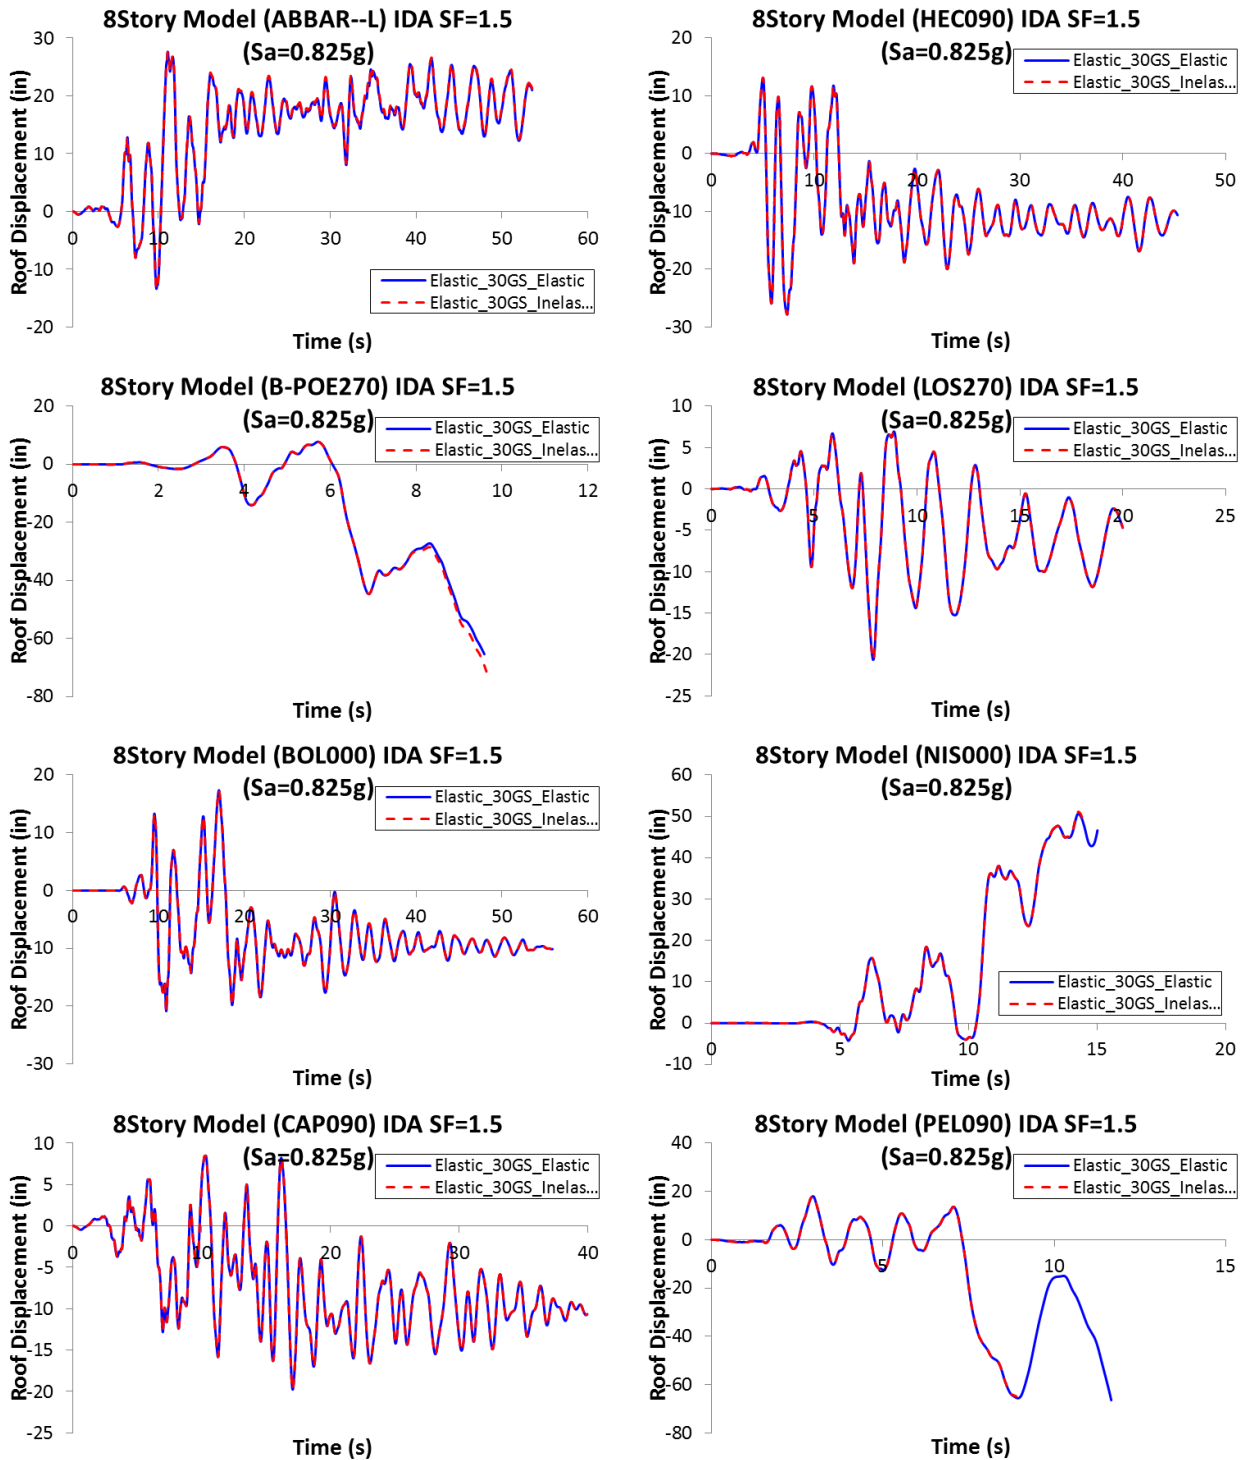 8Story Model (ABBAR--L) IDA SF=1.5
(Sa=0.825g)
Roof Displacement (in)
30
20
10
0
-10
-20
0 10 20 30 40 50 60
Elastic_30GS_Elastic
Elastic_30GS_Inelas...
Time (s)
8Story Model (HEC090) IDA SF=1.5
(Sa=0.825g)
Roof Displacement (in)
20
10
0
-10
-20
-30
0 10 20 30 40 50
Elastic_30GS_Elastic
Elastic_30GS_Inelas...
Time (s)
8Story Model (B-POE270) IDA SF=1.5
(Sa=0.825g)
Roof Displacement (in)
20
0
-20
-40
-60
-80
0 2 4 6 8 10 12
Elastic_30GS_Elastic
Elastic_30GS_Inelas...
Time (s)
8Story Model (LOS270) IDA SF=1.5
(Sa=0.825g)
Roof Displacement (in)
10
5
0
-5
-10
-15
-20
-25
0 5 10 15 20 25
Elastic_30GS_Elastic
Elastic_30GS_Inelas...
Time (s)
8Story Model (BOL000) IDA SF=1.5
(Sa=0.825g)
Roof Displacement (in)
20
10
0
-10
-20
-30
0 10 20 30 40 50 60
Elastic_30GS_Elastic
Elastic_30GS_Inelas...
Time (s)
8Story Model (NIS000) IDA SF=1.5
(Sa=0.825g)
Roof Displacement (in)
60
50
40
30
20
10
0
-10
0 5 10 15 20
Elastic_30GS_Elastic
Elastic_30GS_Inelas...
Time (s)
8Story Model (CAP090) IDA SF=1.5
(Sa=0.825g)
Roof Displacement (in)
10
5
0
-5
-10
-15
-20
-25
0 10 20 30 40
Elastic_30GS_Elastic
Elastic_30GS_Inelas...
Time (s)
8Story Model (PEL090) IDA SF=1.5
(Sa=0.825g)
Roof Displacement (in)
40
20
0
-20
-40
-60
-80
0 5 10 15
Elastic_30GS_Elastic
Elastic_30GS_Inelas...
Time (s)